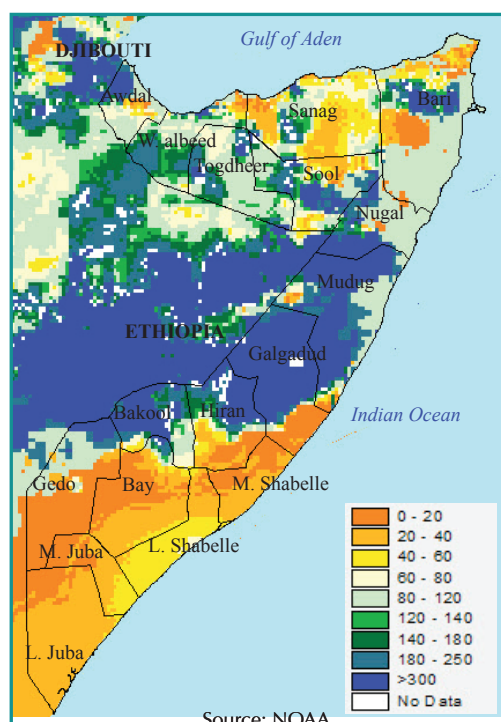 DJIBOUTI
Gulf of Aden
Awdal
Sanag
Bari
W. albeed
Togdheer
Sool
Nugal
Mudug
ETHIOPIA
Galgadud
Bakool
Hiran
Indian Ocean
Gedo
Bay
M. Shabelle
M. Juba
L. Shabelle
L. Juba
0 - 20
20 - 40
40 - 60
60 - 80
80 - 120
120 - 140
140 - 180
180 - 250
>300
No Data
Source: NOAA